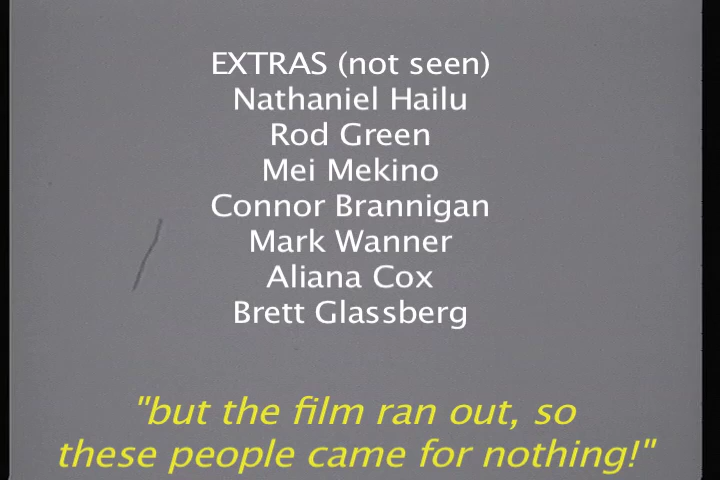 EXTRAS (not seen)
Nathaniel Hailu
Rod Green
Mei Mekino
Connor Brannigan
Mark Wanner
Aliana Cox
Brett Glassberg
"but the film ran out, so
these people came for nothing!"